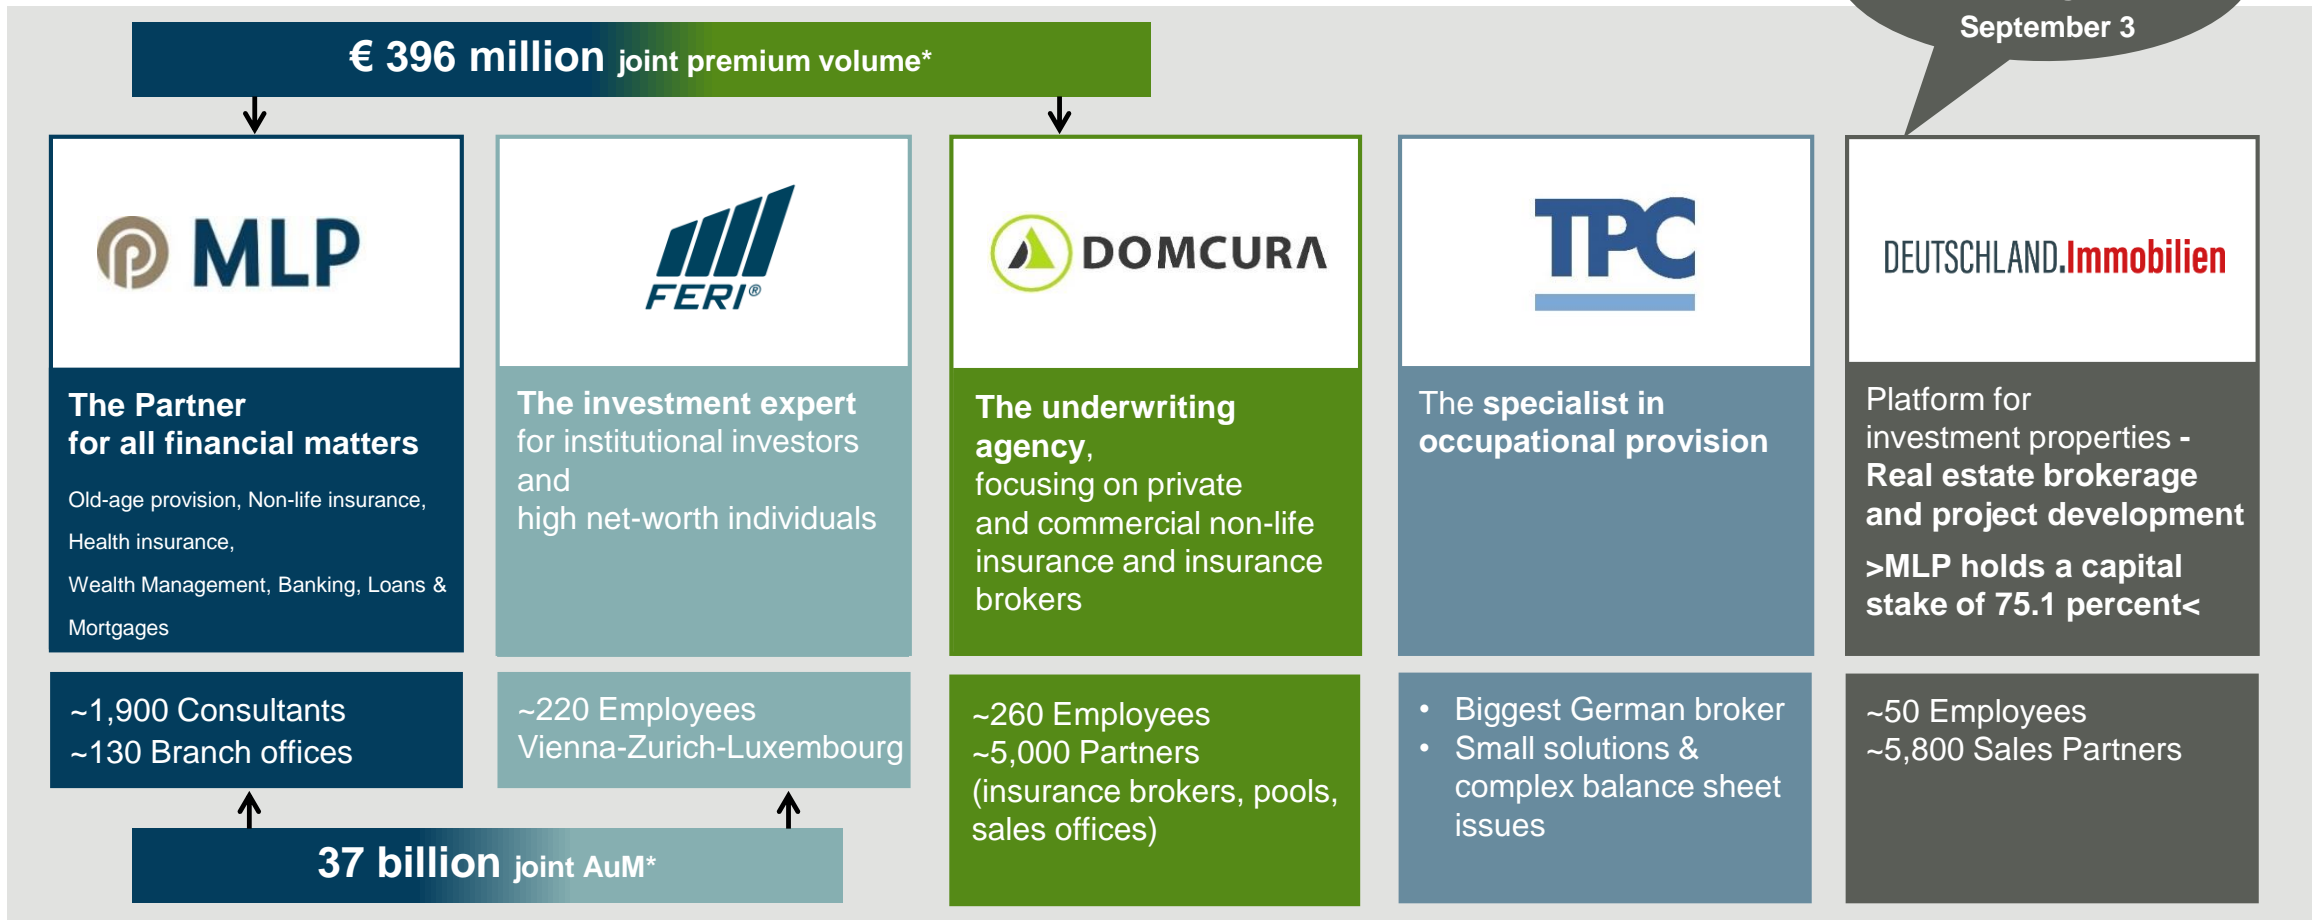 September 3
€ 396 million joint premium volume*
MLP
The Partner
for all financial matters
Old-age provision, Non-life insurance,
Health insurance,
Wealth Management, Banking, Loans &
Mortgages
~1,900 Consultants
~130 Branch offices
FERI®
The investment expert
for institutional investors
and
high net-worth individuals
~220 Employees
Vienna-Zurich-Luxembourg
37 billion joint AuM*
DOMCURA
The underwriting
agency,
focusing on private
and commercial non-life
insurance and insurance
brokers
~260 Employees
~5,000 Partners
(insurance brokers, pools,
sales offices)
TPC
The specialist in
occupational provision
• Biggest German broker
• Small solutions &
complex balance sheet
issues
DEUTSCHLAND.Immobilien
Platform for
investment properties -
Real estate brokerage
and project development
>MLP holds a capital
stake of 75.1 percent<
~50 Employees
~5,800 Sales Partners